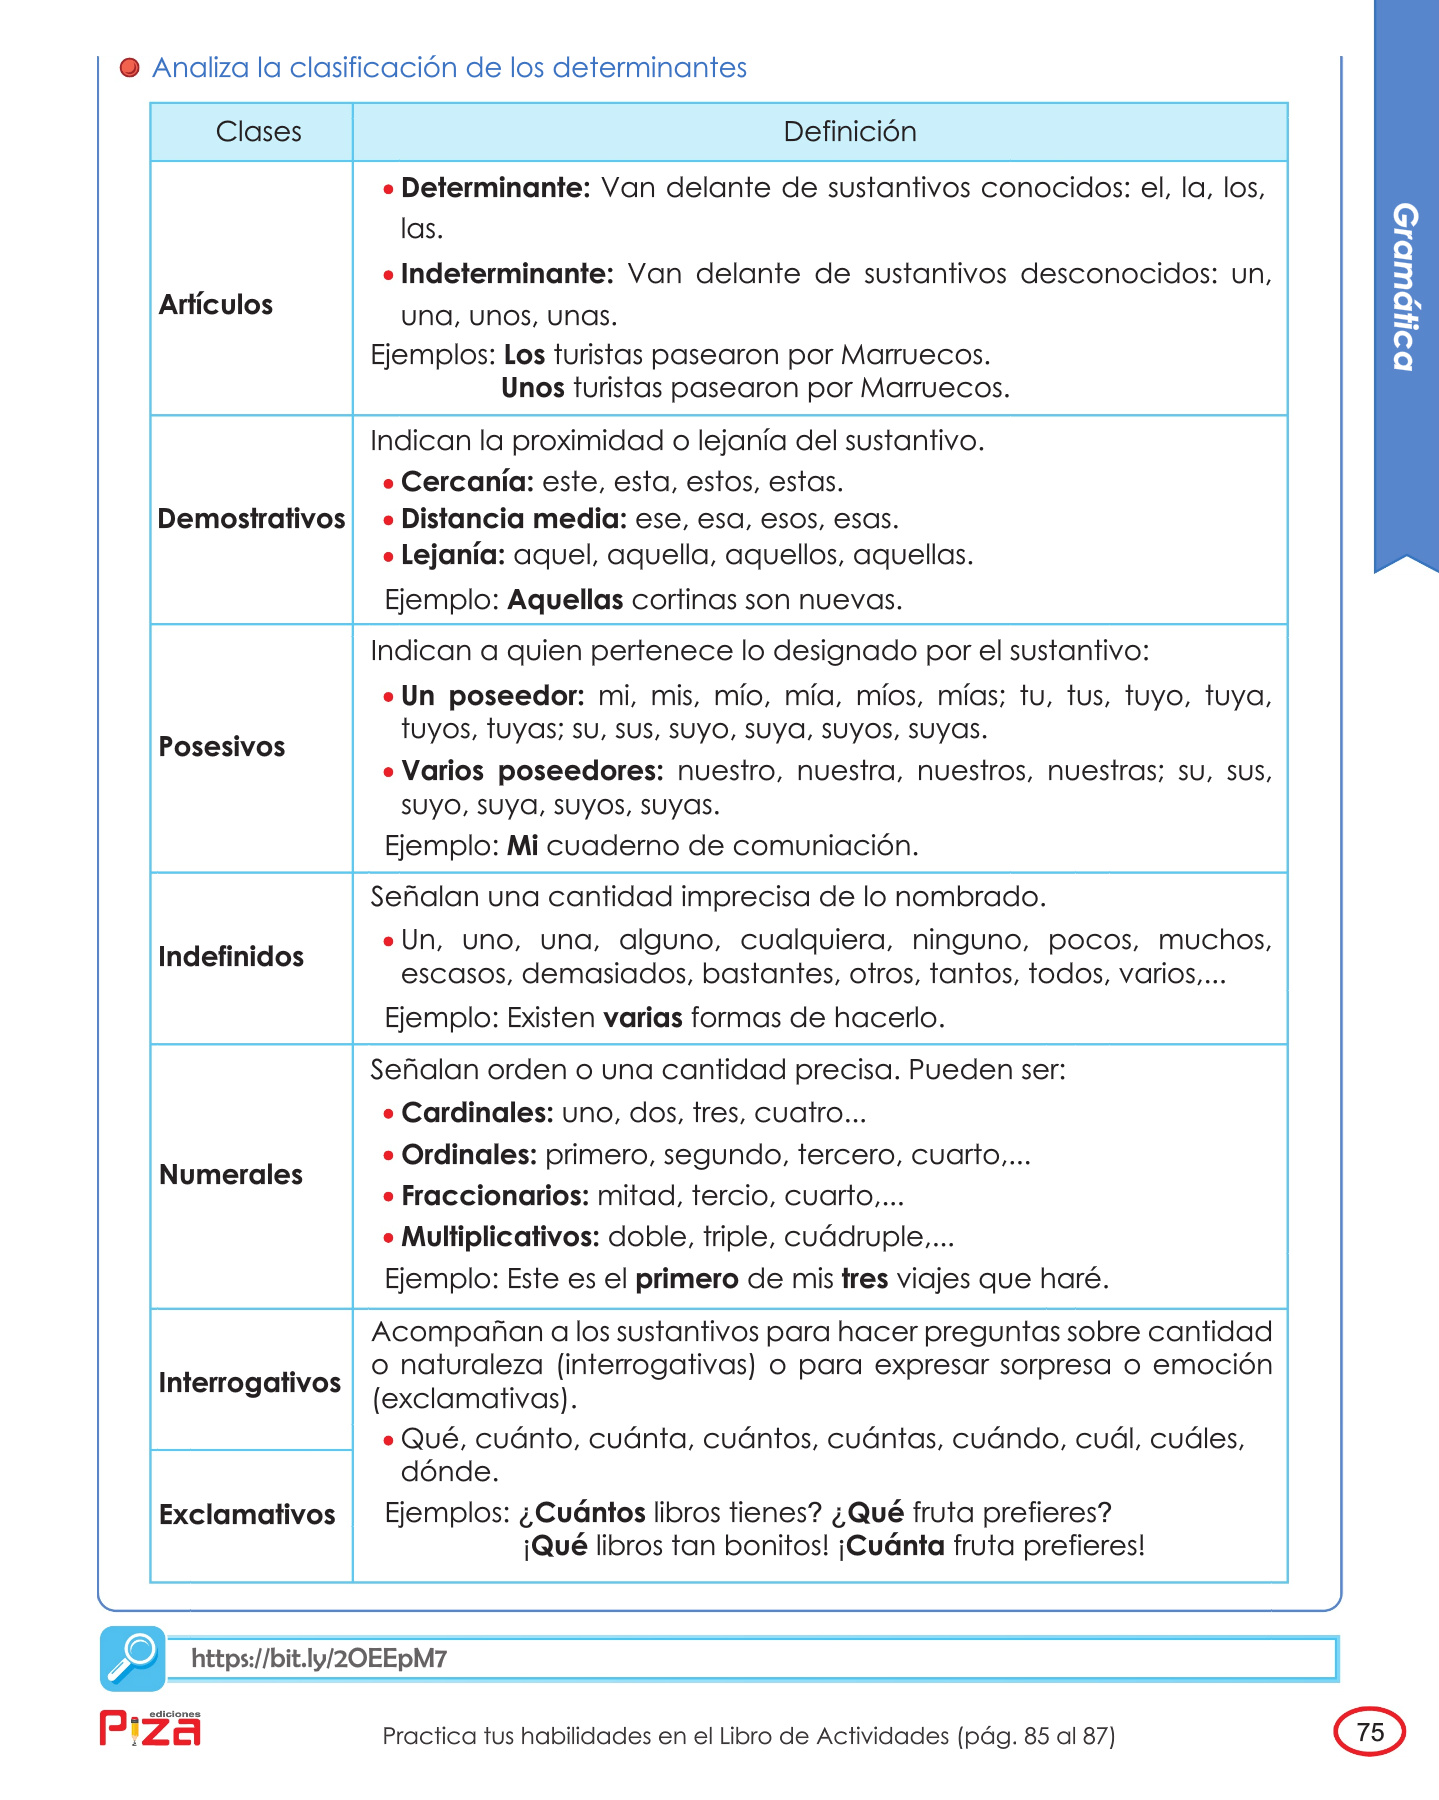 Analiza la clasificación de los determinantes
Clases
Definición
Artículos
Determinante: Van delante de sustantivos conocidos: el, la, los,
las.
Indeterminante: Van delante de sustantivos desconocidos: un,
una, unos, unas.
Ejemplos: Los turistas pasearon por Marruecos.
Unos turistas pasearon por Marruecos.
Demostrativos
Indican la proximidad o lejanía del sustantivo.
Cercanía: este, esta, estos, estas.
Distancia media: ese, esa, esos, esas.
Lejanía: aquel, aquella, aquellos, aquellas.
Ejemplo: Aquellas cortinas son nuevas.
Posesivos
Indican a quien pertenece lo designado por el sustantivo:
Un poseedor: mi, mis, mío, mía, míos, mías; tu, tus, tuyo, tuya,
tuyos, tuyas; su, sus, suyo, suya, suyos, suyas.
Varios poseedores: nuestro, nuestra, nuestros, nuestras; su, sus,
suyo, suya, suyos, suyas.
Ejemplo: Mi cuaderno de comuniación.
Indefinidos
Señalan una cantidad imprecisa de lo nombrado.
Un, uno, una, alguno, cualquiera, ninguno, pocos, muchos,
escasos, demasiados, bastantes, otros, tantos, todos, varios,...
Ejemplo: Existen varias formas de hacerlo.
Numerales
Señalan orden o una cantidad precisa. Pueden ser:
Cardinales: uno, dos, tres, cuatro...
Ordinales: primero, segundo, tercero, cuarto,...
Fraccionarios: mitad, tercio, cuarto,...
Multiplicativos: doble, triple, cuádruple,...
Ejemplo: Este es el primero de mis tres viajes que haré.
Interrogativos
Exclamativos
Acompañan a los sustantivos para hacer preguntas sobre cantidad
o naturaleza (interrogativas) o para expresar sorpresa o emoción
(exclamativas).
Qué, cuánto, cuánta, cuántos, cuántas, cuándo, cuál, cuáles,
dónde.
Ejemplos: ¿Cuántos libros tienes? ¿Qué fruta prefieres?
¡Qué libros tan bonitos! ¡Cuánta fruta prefieres!
Gramática
https://bit.ly/2OEEpM7
ediciones
Piza
Practica tus habilidades en el Libro de Actividades (pág. 85 al 87)
75